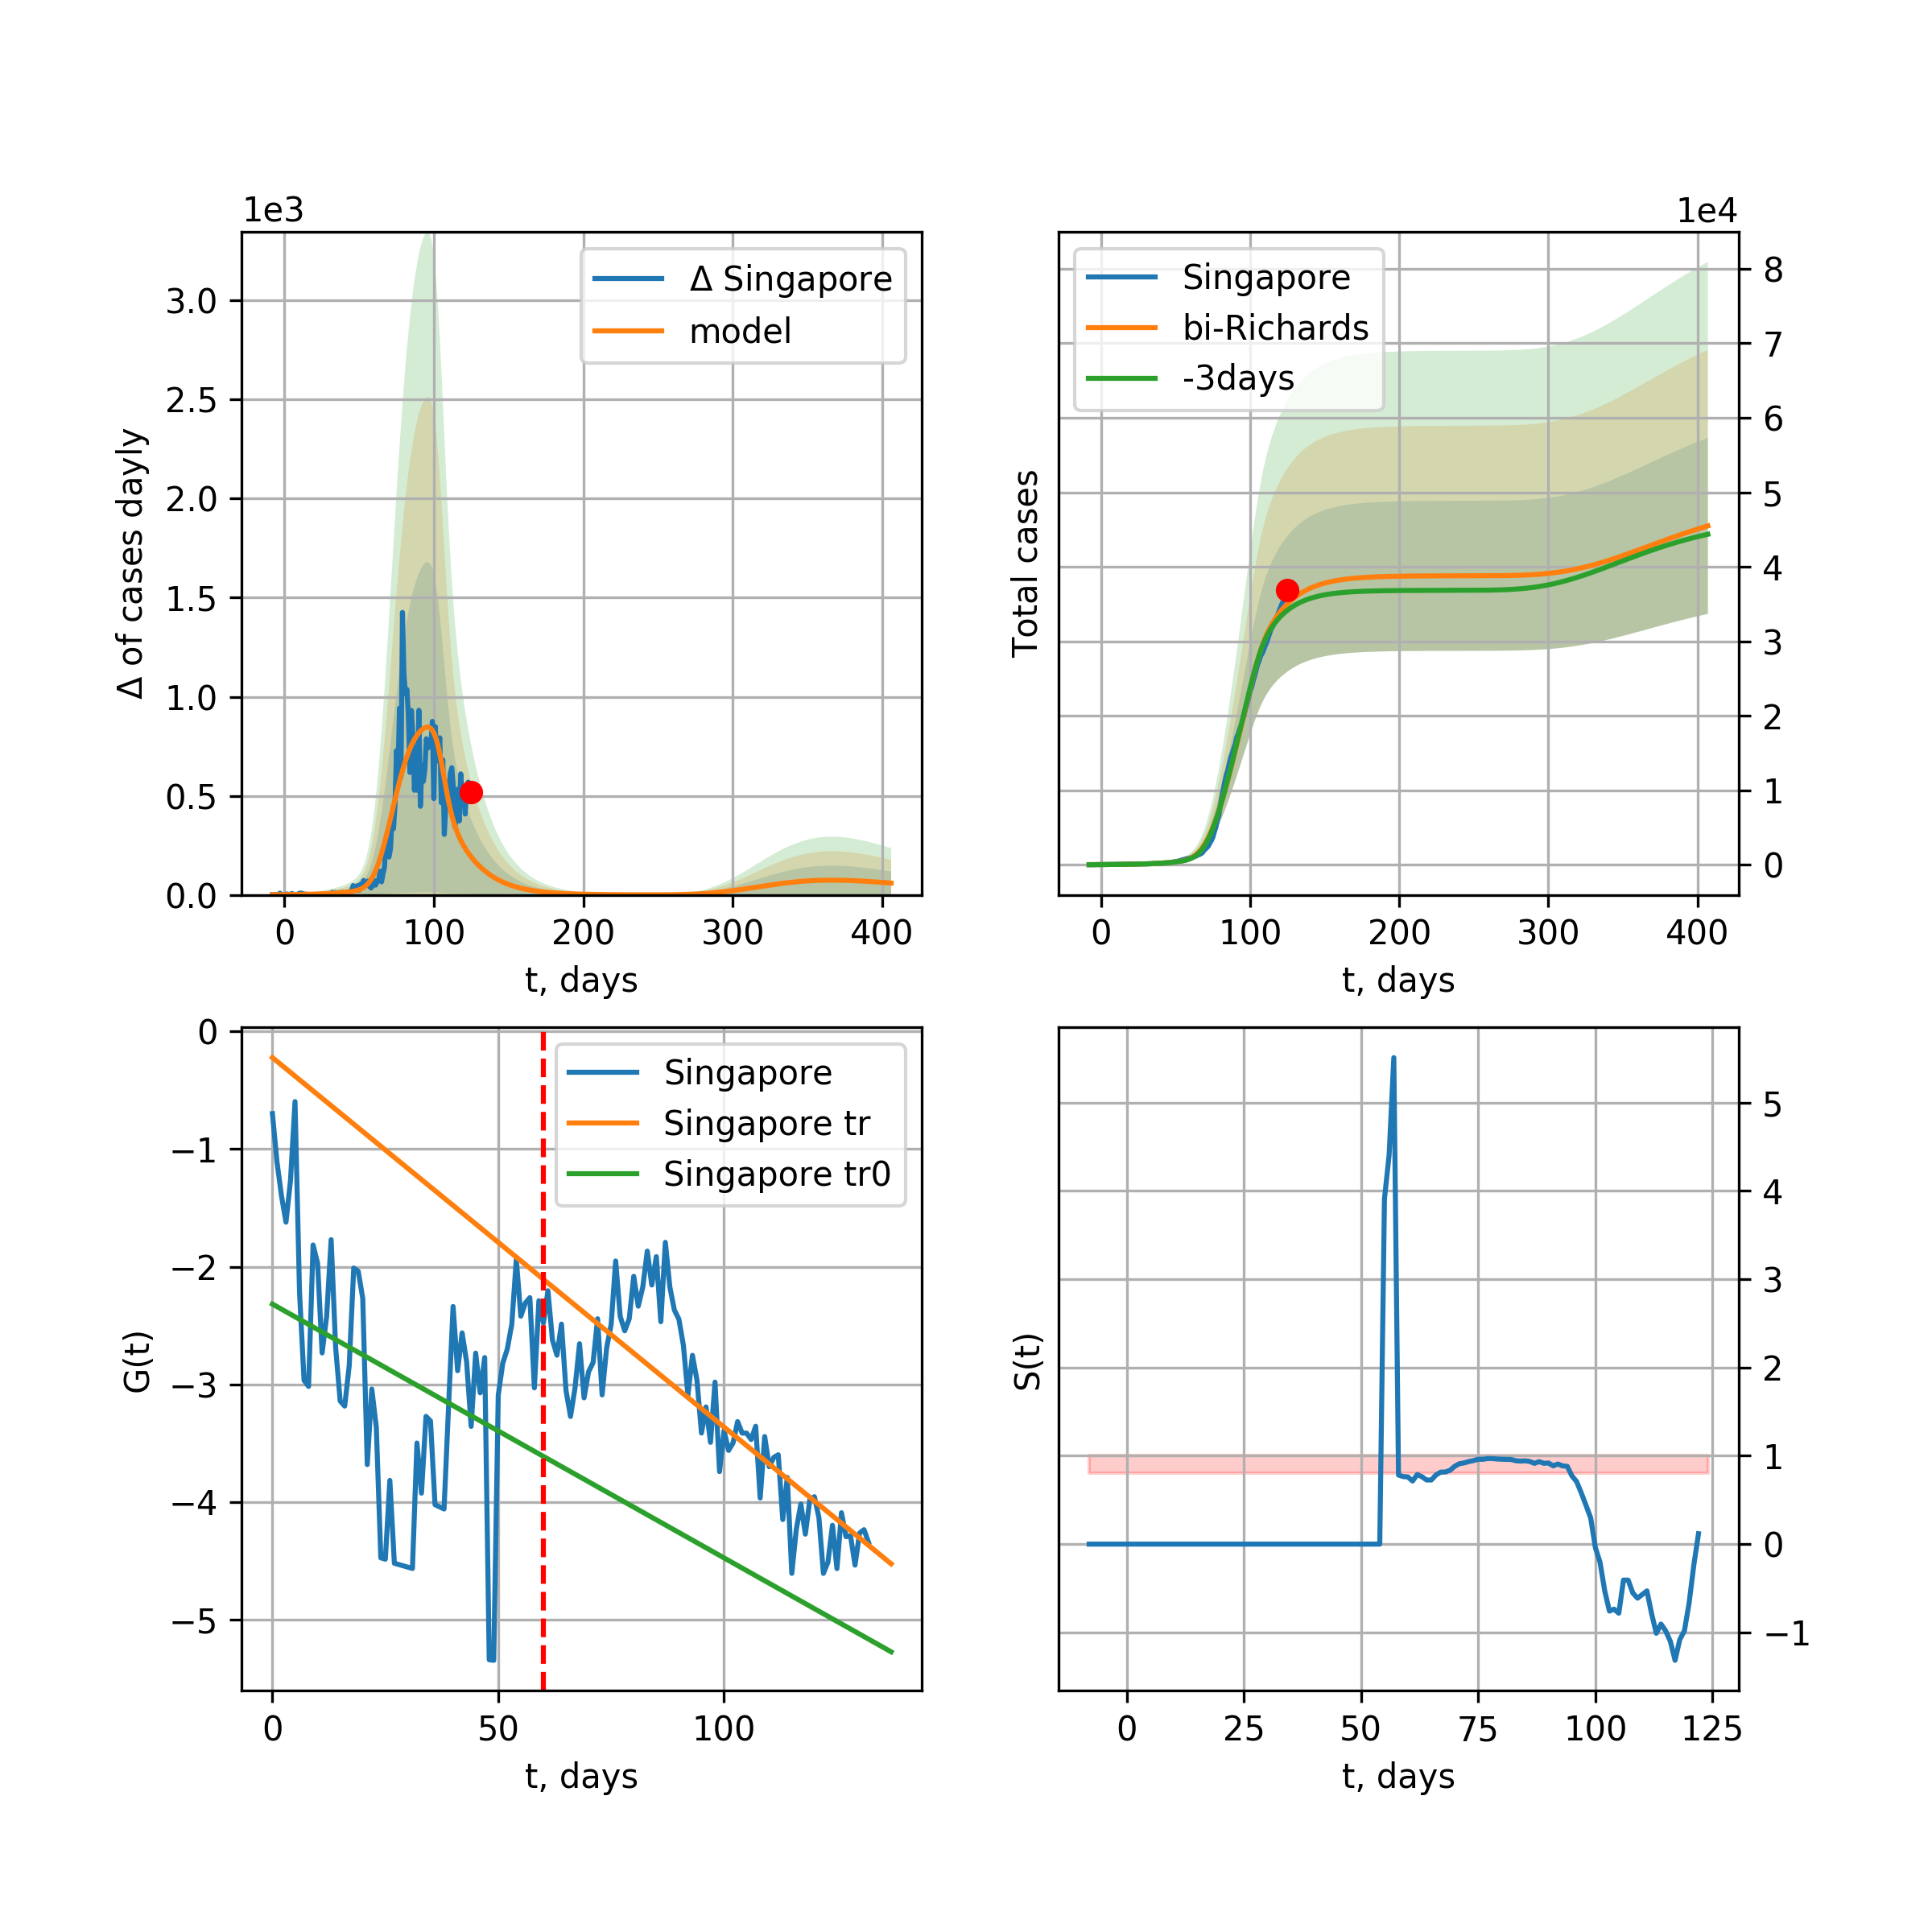 1e3
Δ of cases dayly
3.0
2.5
2.0
1.5
1.0
0.5
0.0
Δ Singapore
model
0 100 200 300 400
t, days
1e4
Total cases
Singapore
bi-Richards
-3days
8
7
6
5
4
3
2
1
0
0 100 200 300 400
t, days
G(t)
0
−1
−2
−3
−4
−5
Singapore
Singapore tr
Singapore tr0
0 50 100
t, days
S(t)
5
4
3
2
1
0
−1
0 25 50 75 100 125
t, days